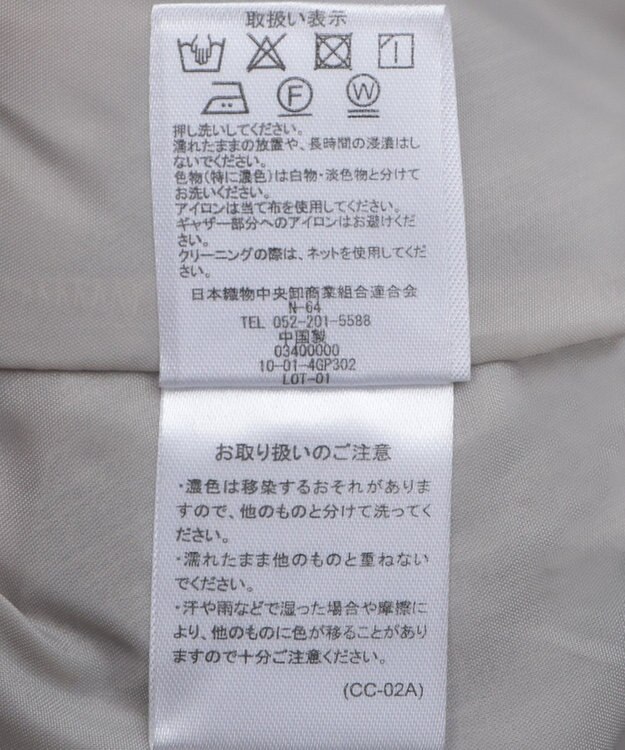 取扱い表示
F W
押し洗いしてください。
濡れたままの放置や、長時間の浸漬はし
ないでください。
色物(特に濃色)は白物・淡色物と分けて
お洗いください。
アイロンは当て布を使用してください。
ギャザー部分へのアイロンはお避けくだ
さい。
クリーニングの際は、ネットを使用してくだ
さい。
日本織物中央卸商業組合連合会
N-64
TEL 052-201-5588
中国製
03400000
10-01-4GP302
LOT-01
お取り扱いのご注意
・濃色は移染するおそれがありま
すので、他のものと分けて洗ってく
ださい。
・濡れたまま他のものと重ねない
でください。
・汗や雨などで湿った場合や摩擦に
より、他のものに色が移ることがあり
ますので十分ご注意ください。
(CC-02A)